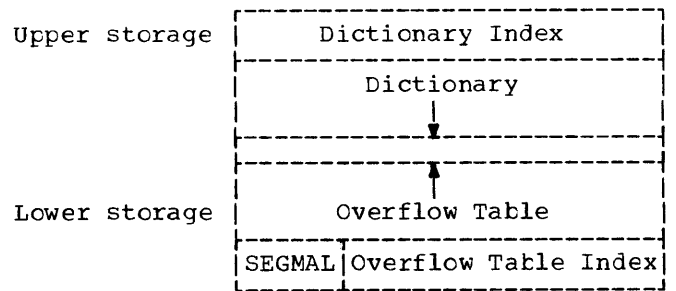 Upper storage Dictionary Index
Dictionary
Lower storage Overflow Table
SEGMAL Overflow Table Index